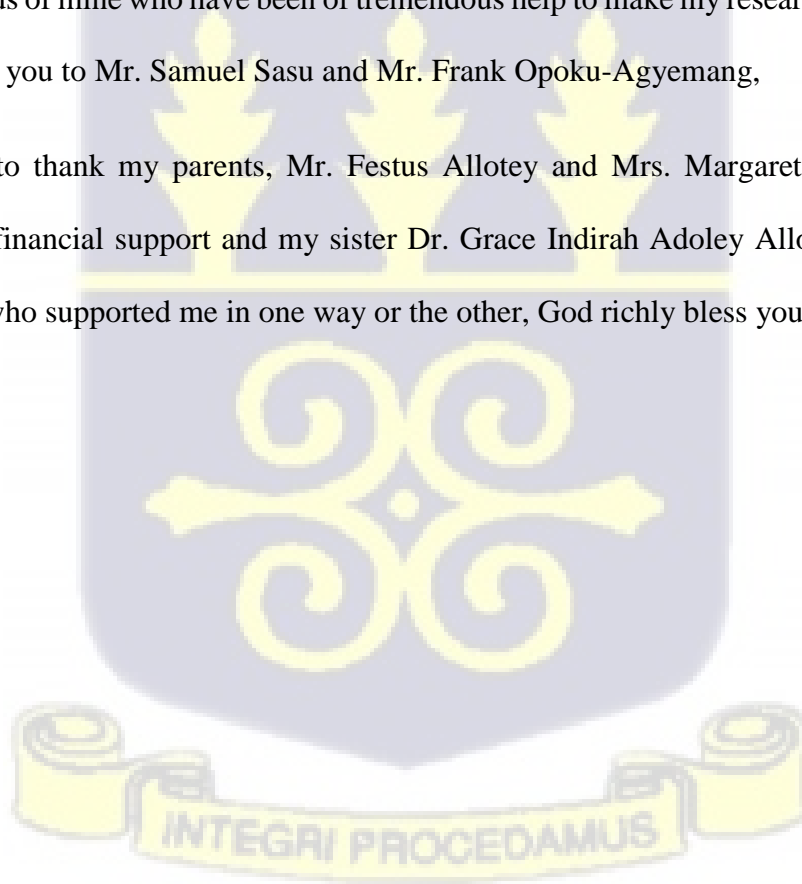 of mine who have been of tremendous help to make my resear
you to Mr. Samuel Sasu and Mr. Frank Opoku-Agyemang,
to thank my parents, Mr. Festus Allotey and Mrs. Margaret
financial support and my sister Dr. Grace Indirah Adoley Allo
who supported me in one way or the other, God richly bless you
INTEGRI PROCEDAMUS